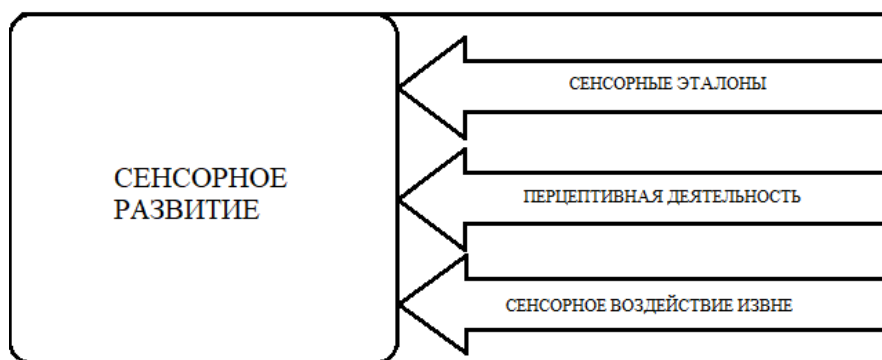 СЕНСОРНЫЕ ЭТАЛОНЫ
СЕНСОРНОЕ
РАЗВИТИЕ
ПЕРЦЕПТИВНАЯ ДЕЯТЕЛЬНОСТЬ
СЕНСОРНОЕ ВОЗДЕЙСТВИЕ ИЗВНЕ